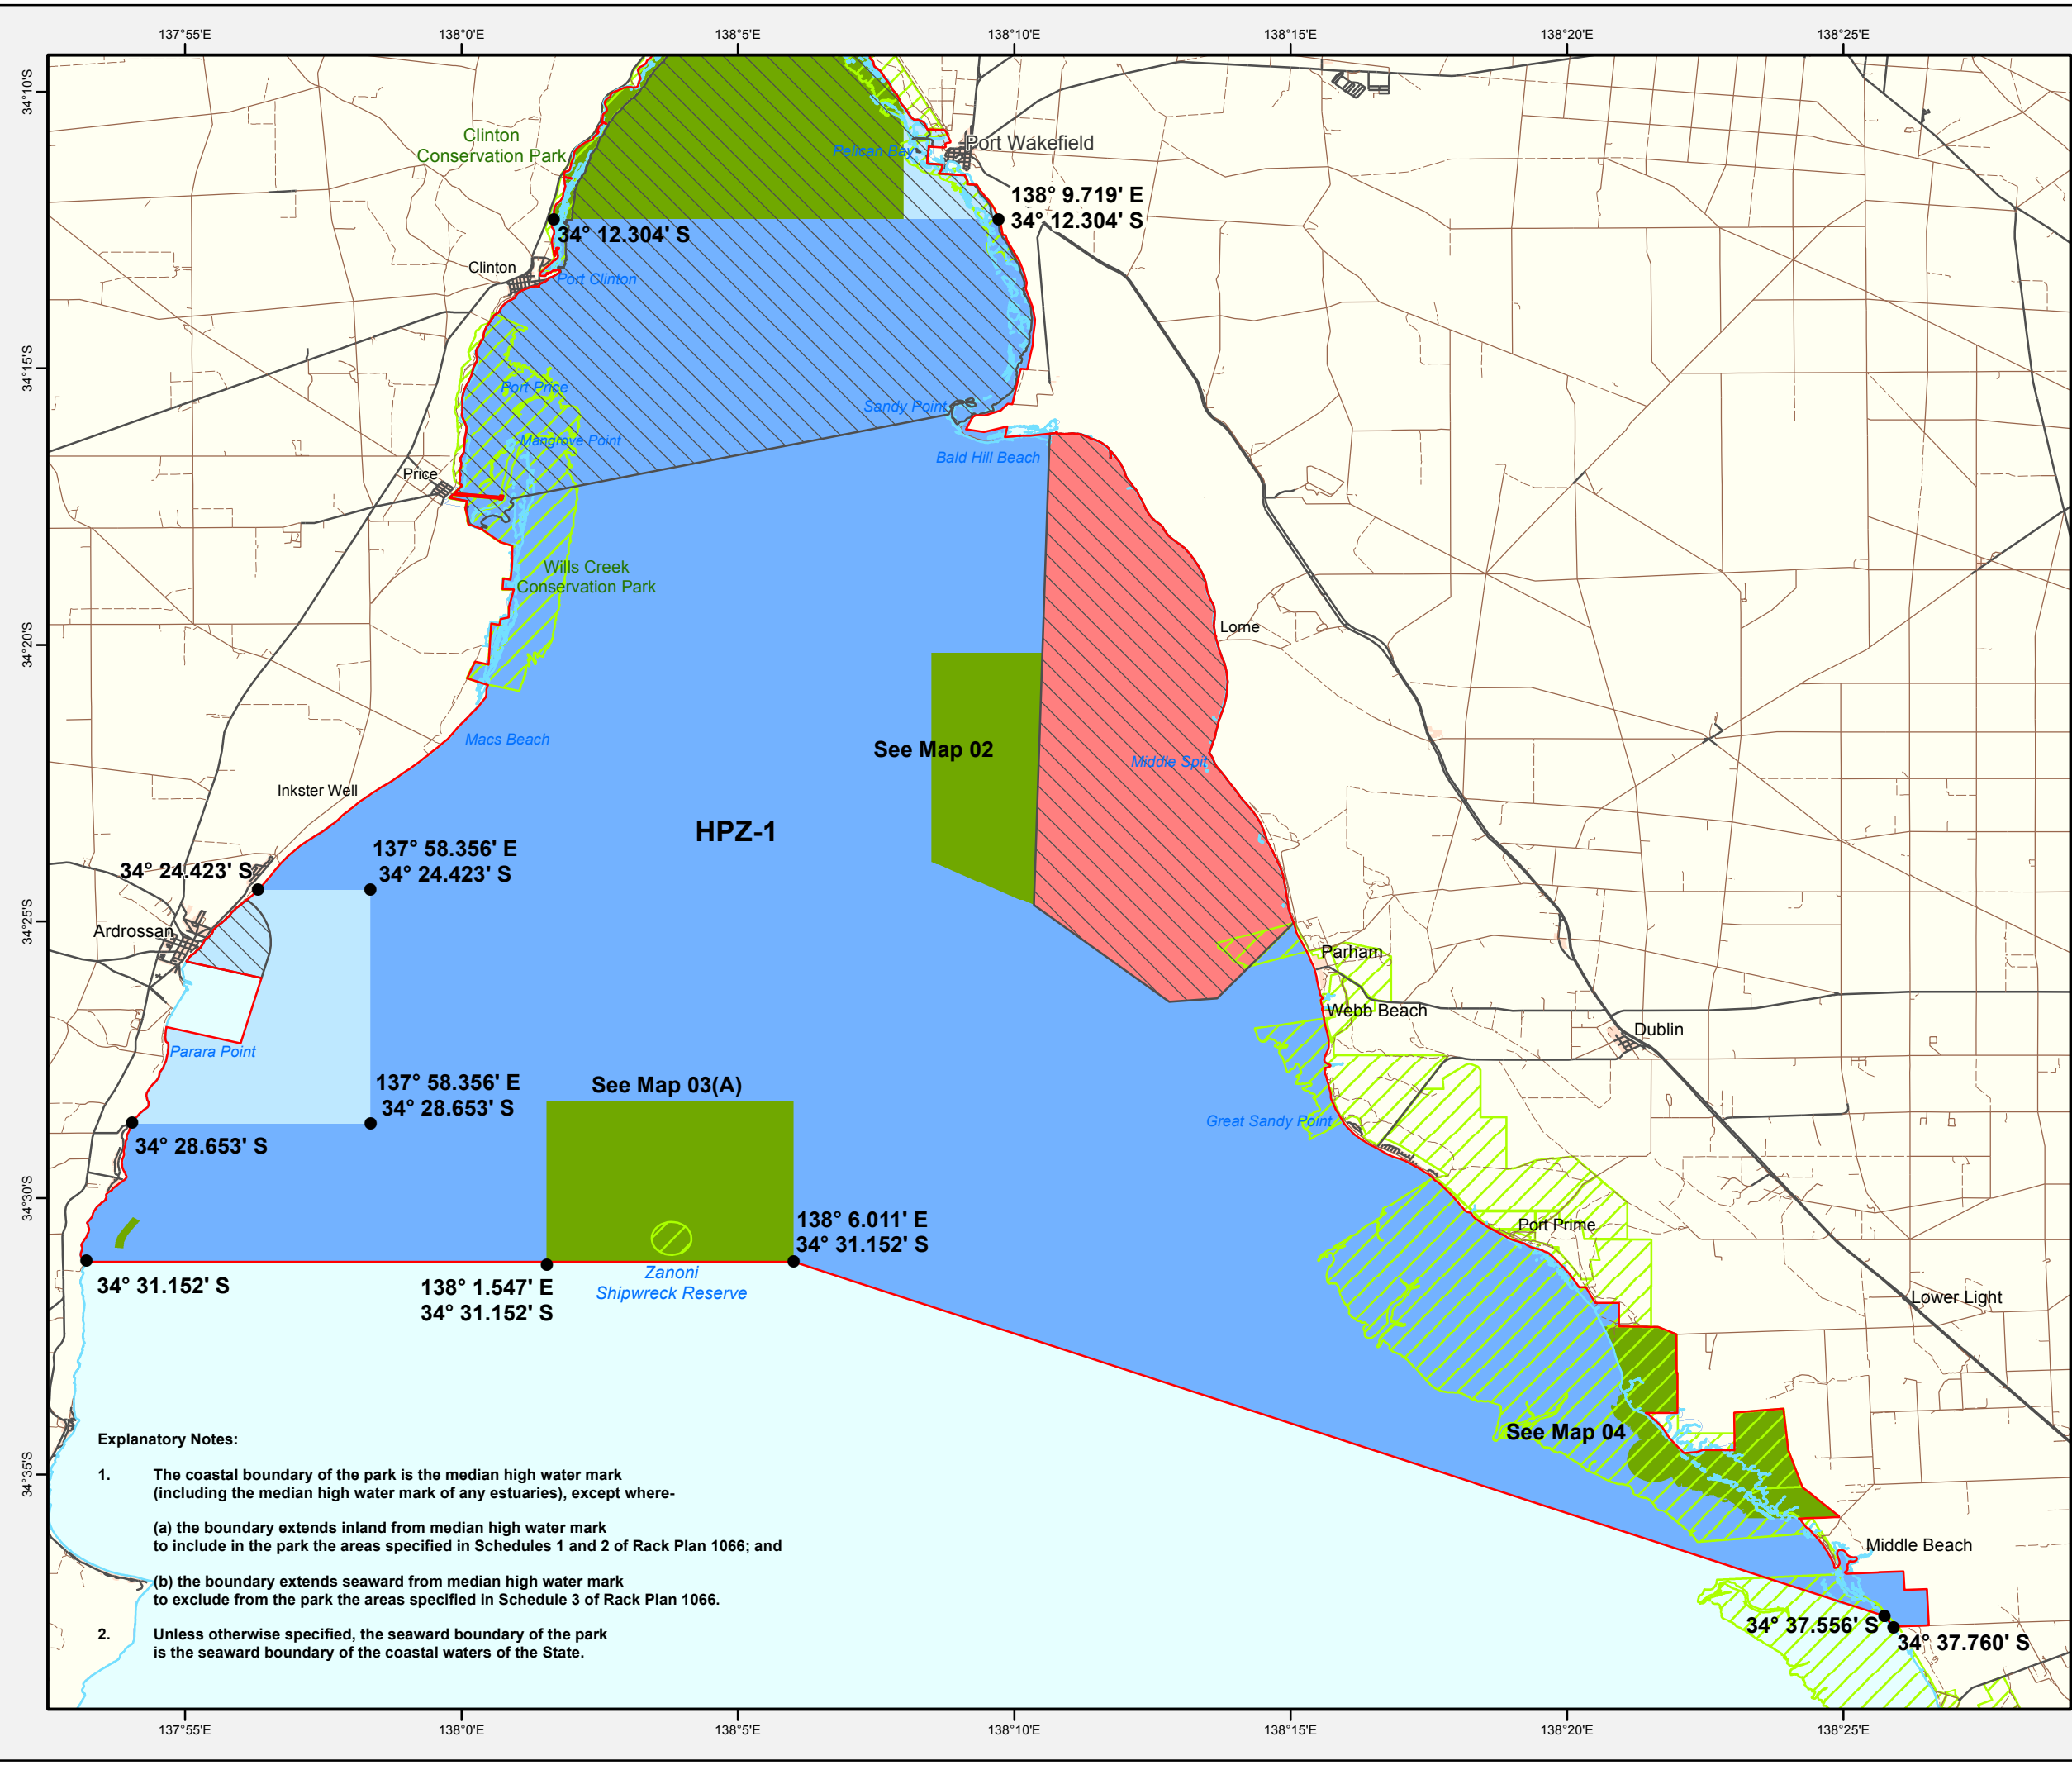 137°55'E
138°0'E
138°5'E
138°10'E
138°15'E
138°20'E
138°25'E
34°10'S
34°15'S
34°20'S
34°25'S
34°30'S
34°35'S
Clinton
Conservation Park
Pelican Bay
Port Wakefield
138° 9.719' E
34° 12.304' S
34° 12.304' S
Clinton
Port Clinton
Port Price
Sandy Point
Mangrove Point
Bald Hill Beach
Price
Wills Creek
Conservation Park
Lorne
Macs Beach
See Map 02
Middle Spit
Inkster Well
HPZ-1
137° 58.356' E
34° 24.423' S
34° 24.423' S
Ardrossan
Parham
Webb Beach
Dublin
Parara Point
137° 58.356' E
34° 28.653' S
See Map 03(A)
Great Sandy Point
34° 28.653' S
138° 6.011' E
34° 31.152' S
Port Prime
Zanoni
Shipwreck Reserve
34° 31.152' S
138° 1.547' E
34° 31.152' S
Lower Light
See Map 04
Middle Beach
34° 37.556' S
34° 37.760' S
Explanatory Notes:
1. The coastal boundary of the park is the median high water mark
(including the median high water mark of any estuaries), except where-
(a) the boundary extends inland from median high water mark
to include in the park the areas specified in Schedules 1 and 2 of Rack Plan 1066; and
(b) the boundary extends seaward from median high water mark
to exclude from the park the areas specified in Schedule 3 of Rack Plan 1066.
2. Unless otherwise specified, the seaward boundary of the park
is the seaward boundary of the coastal waters of the State.
137°55'E
138°0'E
138°5'E
138°10'E
138°15'E
138°20'E
138°25'E